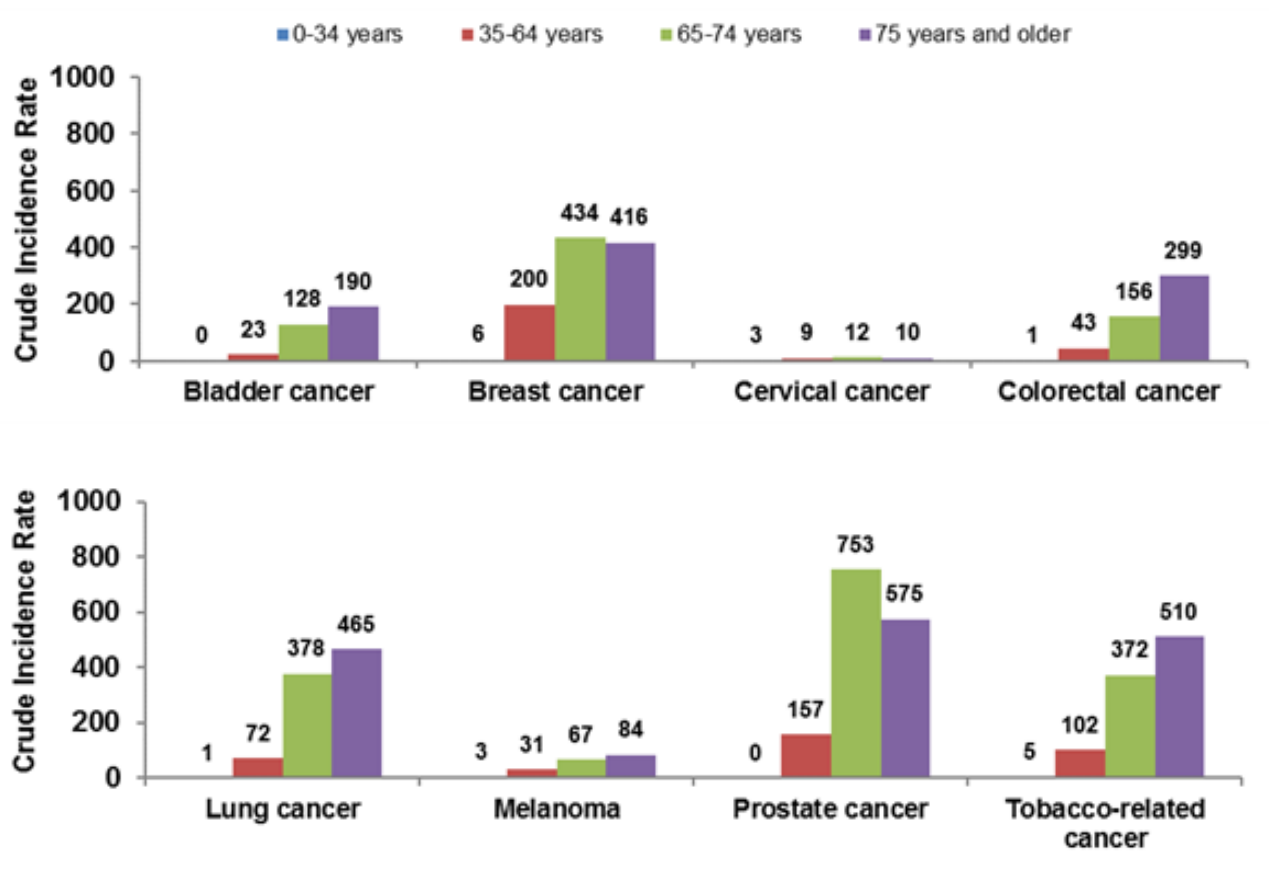 0-34 years 35-64 years 65-74 years 75 years and older
Crude Incidence Rate
1000
800
600
400
200
0
0 23 128 190
6 200 434 416
3 9 12 10
1 43 156 299
Bladder cancer Breast cancer Cervical cancer Colorectal cancer
Crude Incidence Rate
1000
800
600
400
200
0
1 72 378 465
3 31 67 84
0 157 753 575
5 102 372 510
Lung cancer Melanoma Prostate cancer Tobacco-related
cancer